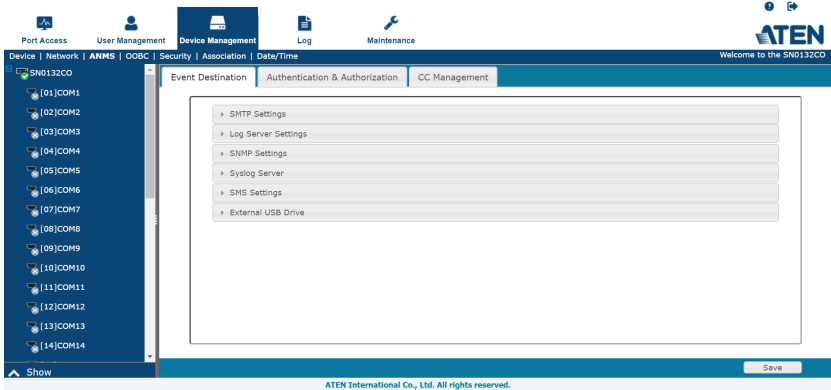 Port Access
User Management
Device Management
Log
Maintenance
ATEN
Device | Network | ANMS | OOBC | Security | Association | Date/Time
Welcome to the SN0132CO
SN0132CO
[01]COM1
[02]COM2
[03]COM3
[04]COM4
[05]COM5
[06]COM6
[07]COM7
[08]COM8
[09]COM9
[10]COM10
[11]COM11
[12]COM12
[13]COM13
[14]COM14
Show
Event Destination
Authentication & Authorization
CC Management
SMTP Settings
Log Server Settings
SNMP Settings
Syslog Server
SMS Settings
External USB Drive
Save
ATEN International Co., Ltd. All rights reserved.